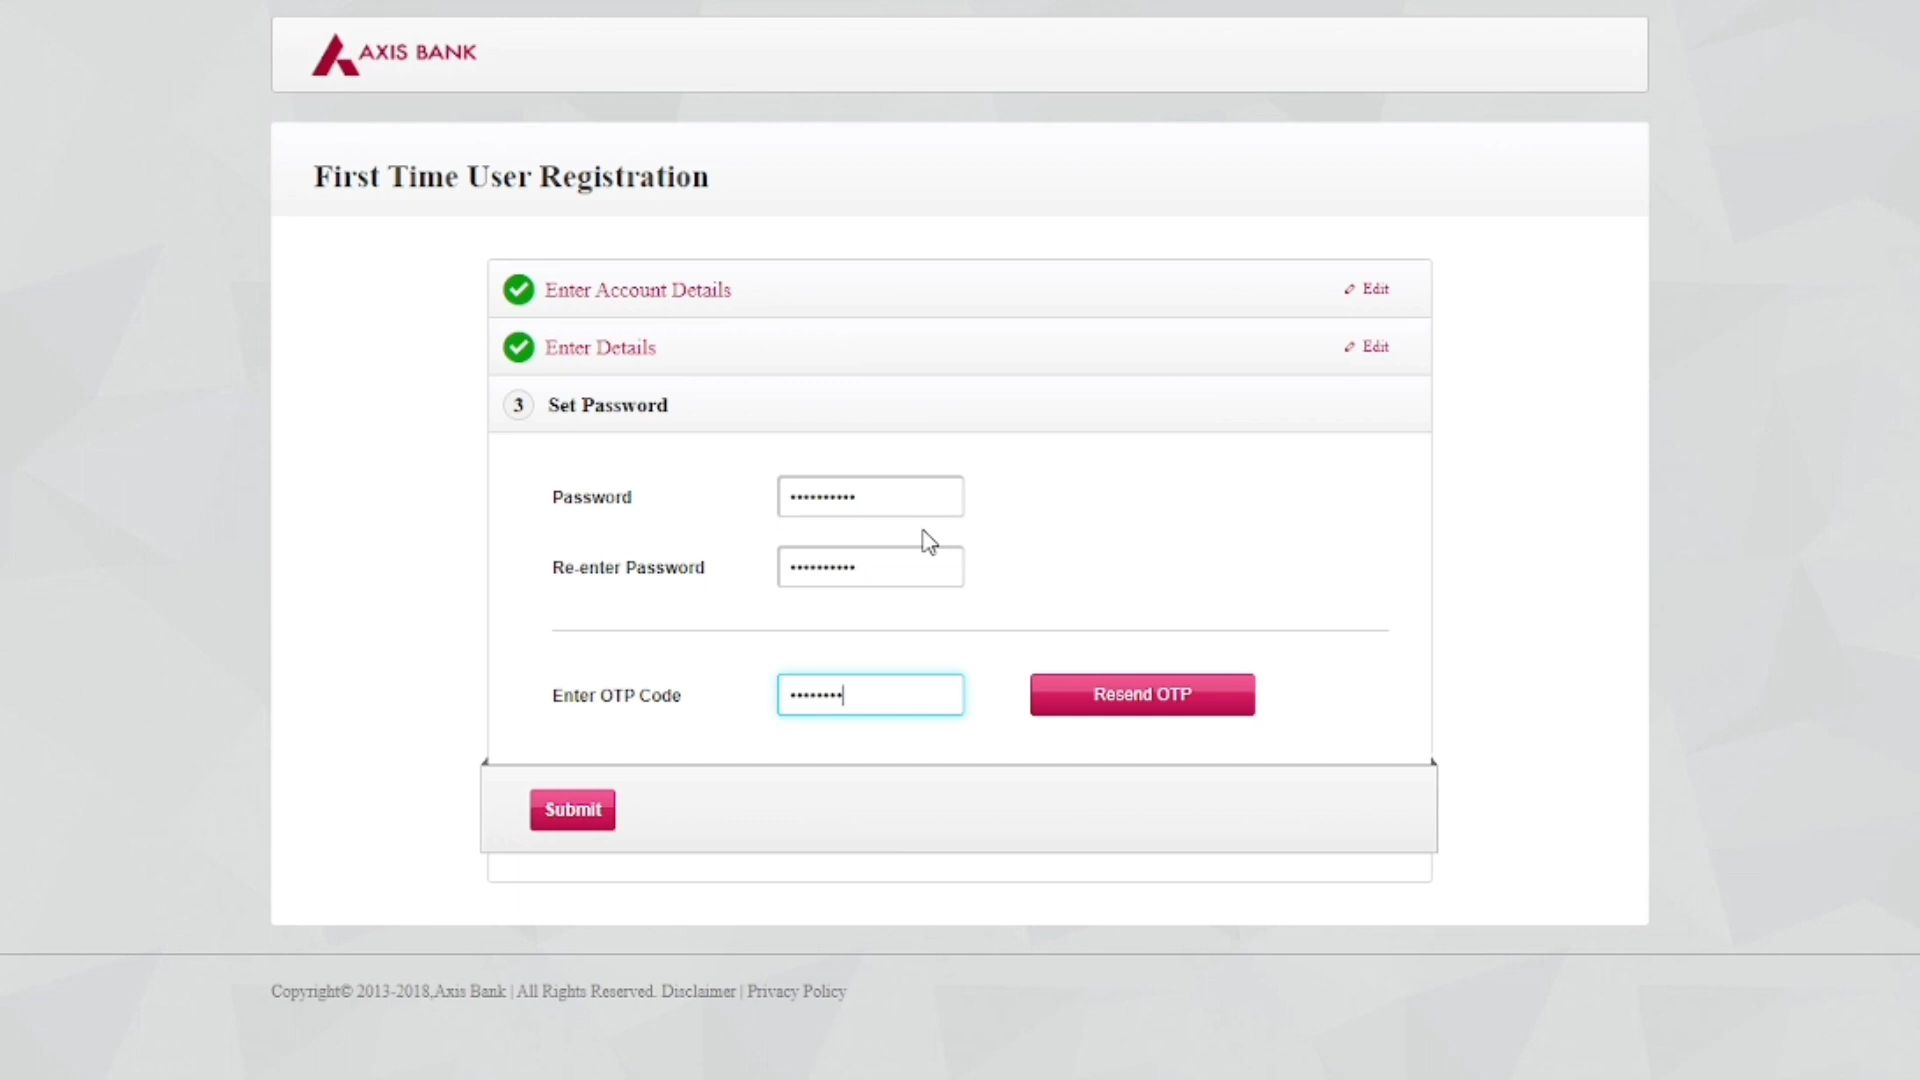 AXIS BANK
First Time User Registration
Enter Account Details Edit
Enter Details Edit
3 Set Password
Password ••••••••••
Re-enter Password ••••••••••
Enter OTP Code •••••••• Resend OTP
Submit
Copyright© 2013-2018,Axis Bank | All Rights Reserved. Disclaimer | Privacy Policy